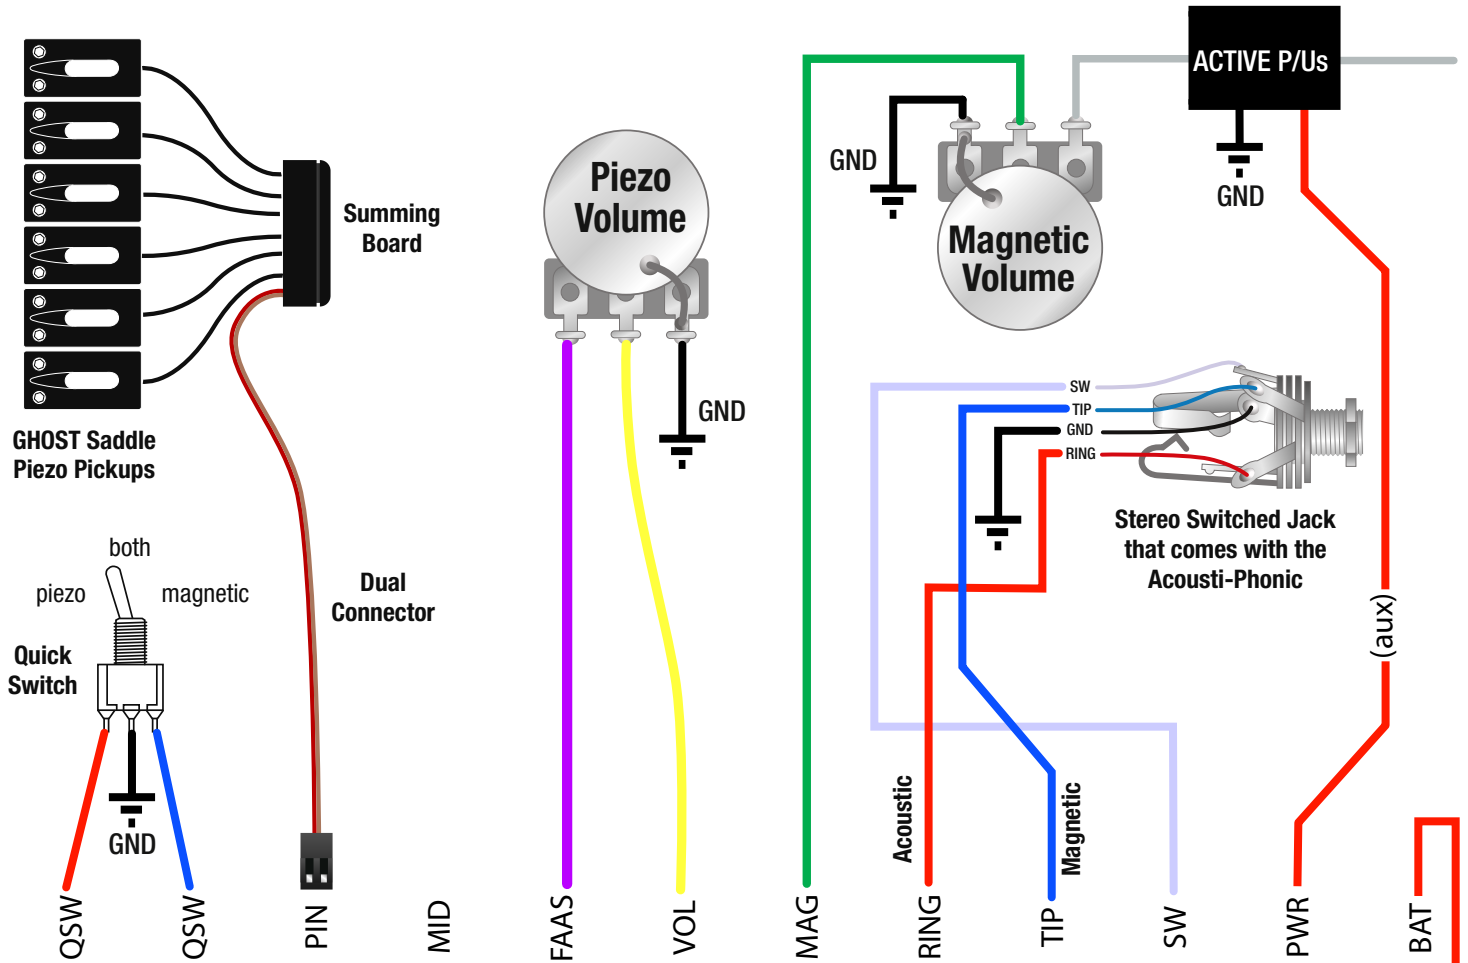 ACTIVE P/Us
GND
GND
Piezo
Volume
Magnetic
Volume
Summing
Board
GND
SW
TIP
GND
RING
Stereo Switched Jack
that comes with the
Acousti-Phonic
GHOST Saddle
Piezo Pickups
both
piezo
magnetic
Quick
Switch
GND
Dual
Connector
(aux)
Acoustic
Magnetic
QSW
QSW
PIN
MID
FAAS
VOL
MAG
RING
TIP
SW
PWR
BAT